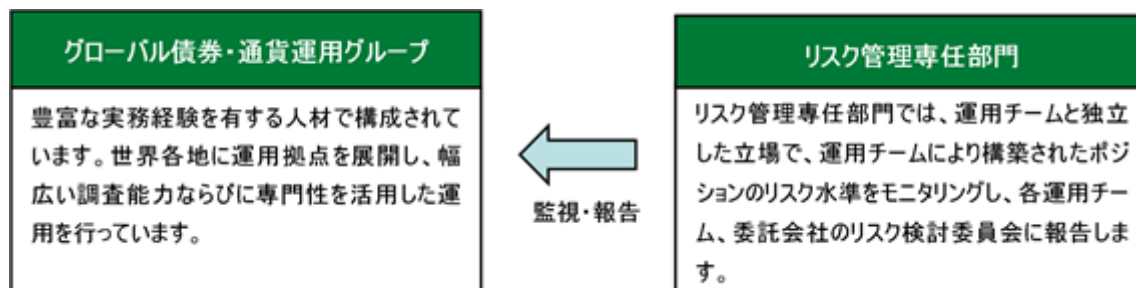 グローバル債券・通貨運用グループ
豊富な実務経験を有する人材で構成されて
います。世界各地に運用拠点を展開し、幅
広い調査能力ならびに専門性を活用した運
用を行っています。
監視・報告
リスク管理専任部門
リスク管理専任部門では、運用チームと独立
した立場で、運用チームにより構築されたポジ
ションのリスク水準をモニタリングし、各運用チー
ム、委託会社のリスク検討委員会に報告しま
す。